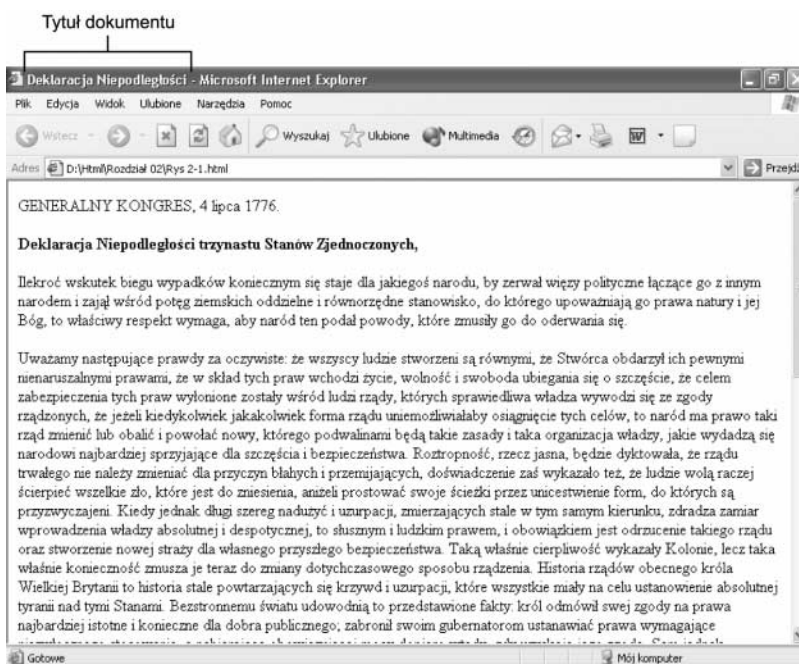 Tytuł dokumentu
Deklaracja Niepodległości - Microsoft Internet Explorer
Plik Edycja Widok Ulubione Narzędzia Pomoc
Wstecz Wyszukaj Ulubione Multimedia
Adres D:\Html\Rozdział 02\Rys 2-1.html Przejdź
GENERALNY KONGRES, 4 lipca 1776.
Deklaracja Niepodległości trzynastu Stanów Zjednoczonych,
Ilekroć wskutek biegu wypadków koniecznym się staje dla jakiegoś narodu, by zerwał więzy polityczne łączące go z innym
narodem i zajął wśród potęg ziemskich oddzielne i równorzędne stanowisko, do którego upoważniają go prawa natury i jej
Bóg, to właściwy respekt wymaga, aby naród ten podał powody, które zmusiły go do oderwania się.
Uważamy następujące prawdy za oczywiste: że wszyscy ludzie stworzeni są równymi, że Stwórca obdarzył ich pewnymi
nienaruszalnymi prawami, że w skład tych praw wchodzi życie, wolność i swoboda ubiegania się o szczęście, że celem
zabezpieczenia tych praw wyłonione zostały wśród ludzi rządy, których sprawiedliwa władza wywodzi się ze zgody
rządzonych, że jeżeli kiedykolwiek jakakolwiek forma rządu uniemożliwiałaby osiągnięcie tych celów, to naród ma prawo taki
rząd zmienić lub obalić i powołać nowy, którego podwalinami będą takie zasady i taka organizacja władzy, jakie wydadzą się
narodowi najbardziej sprzyjające dla szczęścia i bezpieczeństwa. Roztropność, rzecz jasna, będzie dyktowała, że rządu
trwałego nie należy zmieniać dla przyczyn błahych i przemijających, doświadczenie zaś wykazało też, że ludzie wolą raczej
ścierpieć wszelkie zło, które jest do zniesienia, aniżeli prostować swoje ścieżki przez unicestwienie form, do których są
przyzwyczajeni. Kiedy jednak długi szereg nadużyć i uzurpacji, zmierzających stale w tym samym kierunku, zdradza zamiar
wprowadzenia władzy absolutnej i despotycznej, to słusznym i ludzkim prawem, i obowiązkiem jest odrzucenie takiego rządu
oraz stworzenie nowej straży dla własnego przyszłego bezpieczeństwa. Taką właśnie cierpliwość wykazały Kolonie, lecz taka
właśnie konieczność zmusza je teraz do zmiany dotychczasowego sposobu rządzenia. Historia rządów obecnego króla
Wielkiej Brytanii to historia stale powtarzających się krzywd i uzurpacji, które wszystkie miały na celu ustanowienie absolutnej
tyranii nad tymi Stanami. Bezstronnemu światu udowodnią to przedstawione fakty: król odmówił swej zgody na prawa
najbardziej istotne i konieczne dla dobra publicznego; zabronił swoim gubernatorom ustanawiać prawa wymagające
Gotowe Mój komputer